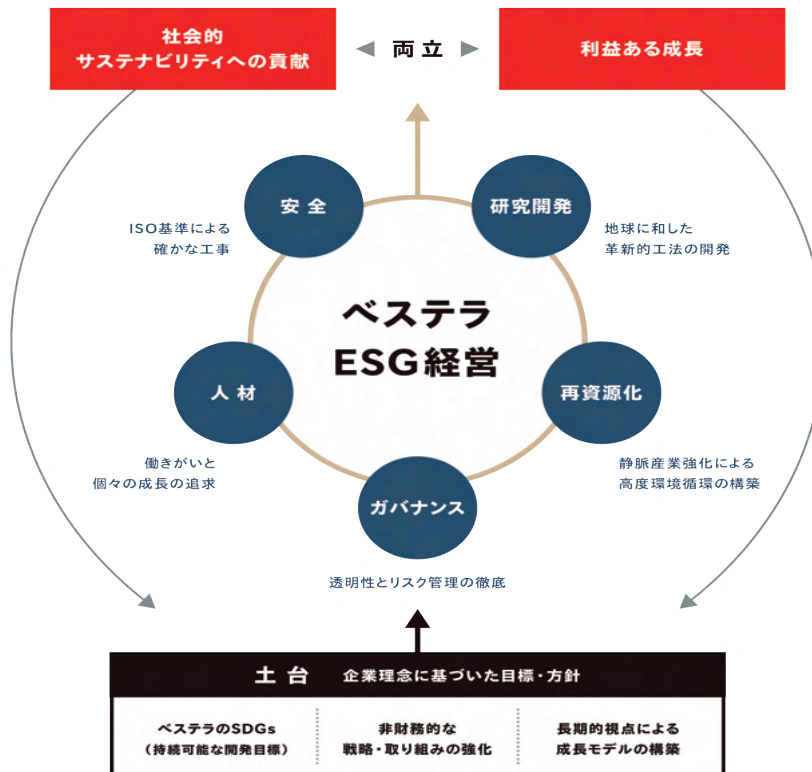 社会的
サステナビリティへの貢献
両立
利益ある成長
安全
ISO基準による
確かな工事
研究開発
地球に和した
革新的工法の開発
ベステラ
ESG経営
人材
働きがいと
個々の成長の追求
再資源化
静脈産業強化による
高度環境循環の構築
ガバナンス
透明性とリスク管理の徹底
土台 企業理念に基づいた目標・方針
ベステラのSDGs
（持続可能な開発目標）
非財務的な
戦略・取り組みの強化
長期的視点による
成長モデルの構築